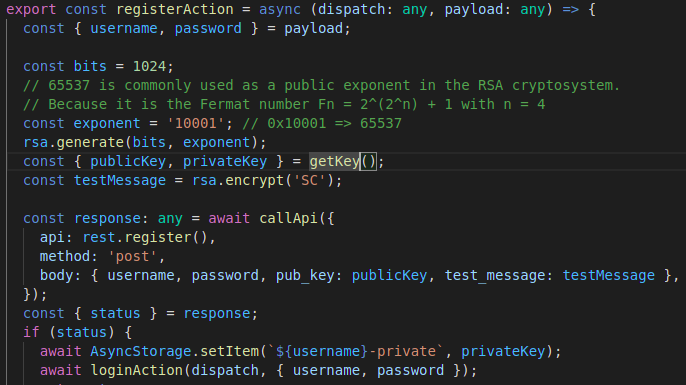 export const registerAction = async (dispatch: any, payload: any) => {
const { username, password } = payload;
const bits = 1024;
// 65537 is commonly used as a public exponent in the RSA cryptosystem.
// Because it is the Fermat number Fn = 2^(2^n) + 1 with n = 4
const exponent = '10001'; // 0x10001 => 65537
rsa.generate(bits, exponent);
const { publicKey, privateKey } = getKey();
const testMessage = rsa.encrypt('SC');
const response: any = await callApi({
api: rest.register(),
method: 'post',
body: { username, password, pub_key: publicKey, test_message: testMessage },
});
const { status } = response;
if (status) {
await AsyncStorage.setItem(`${username}-private`, privateKey);
await loginAction(dispatch, { username, password });